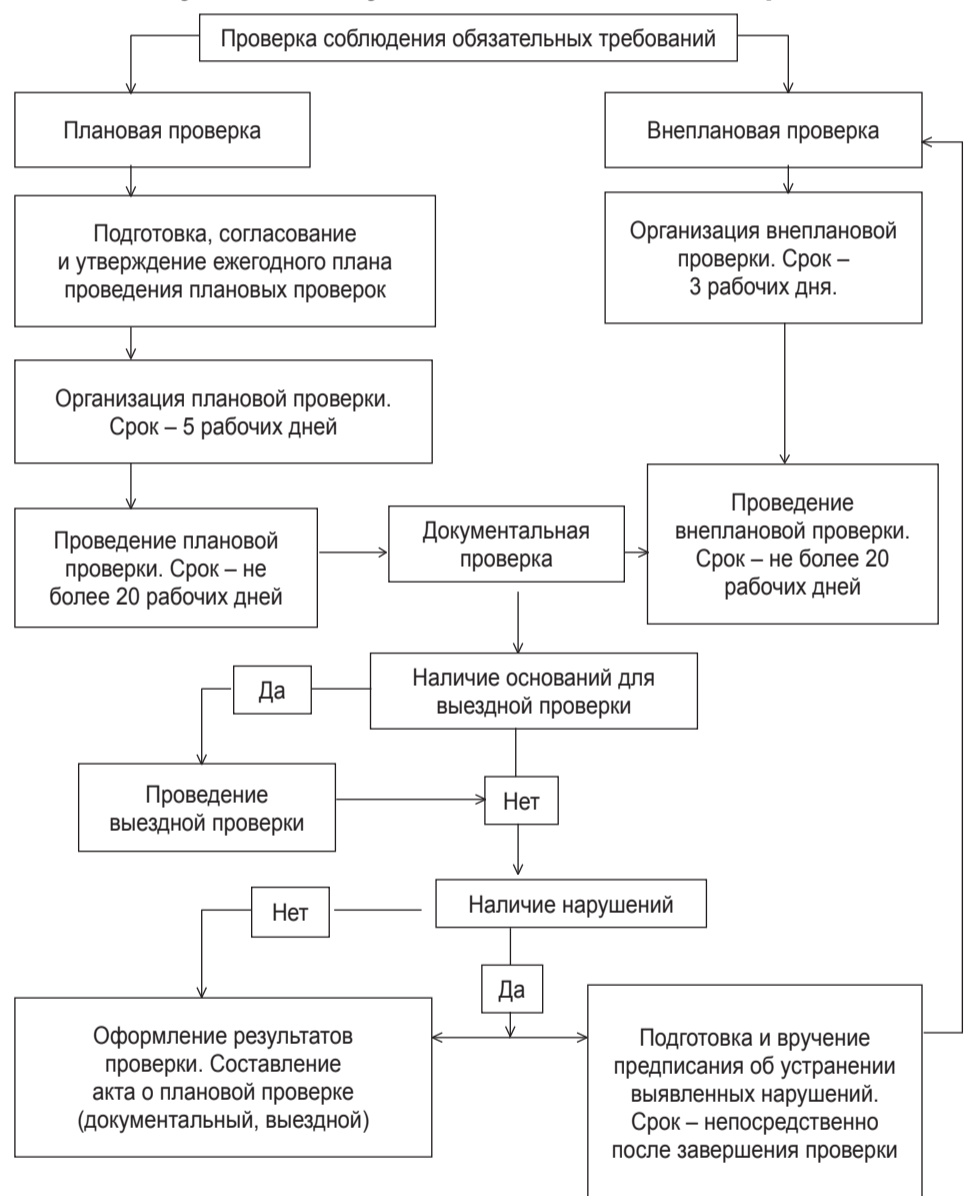 Проверка соблюдения обязательных требований
Плановая проверка
Внеплановая проверка
Подготовка, согласование
и утверждение ежегодного плана
проведения плановых проверок
Организация внеплановой
проверки. Срок –
3 рабочих дня.
Организация плановой проверки.
Срок – 5 рабочих дней
Проведение плановой
проверки. Срок – не
более 20 рабочих дней
Документальная
проверка
Проведение
внеплановой проверки.
Срок – не более 20
рабочих дней
Наличие оснований для
выездной проверки
Да
Проведение
выездной проверки
Нет
Наличие нарушений
Нет
Да
Оформление результатов
проверки. Составление
акта о плановой проверке
(документальный, выездной)
Подготовка и вручение
предписания об устранении
выявленных нарушений.
Срок – непосредственно
после завершения проверки